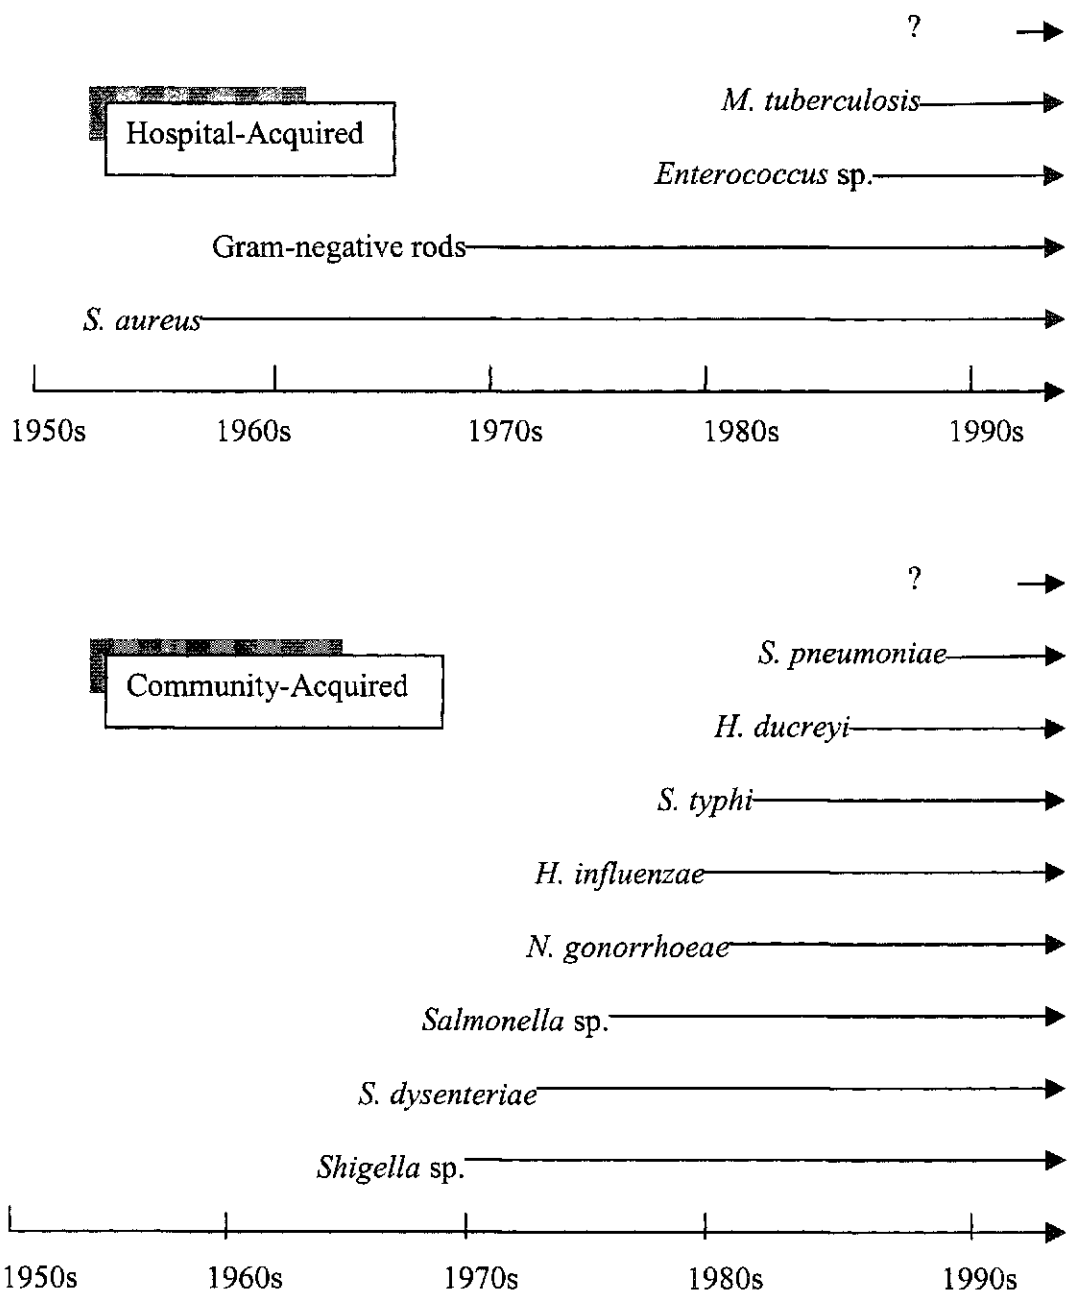 ?
M. tuberculosis
Hospital-Acquired
Enterococcus sp.
Gram-negative rods
S. aureus
1950s 1960s 1970s 1980s 1990s
?
S. pneumoniae
Community-Acquired
H. ducreyi
S. typhi
H. influenzae
N. gonorrhoeae
Salmonella sp.
S. dysenteriae
Shigella sp.
1950s 1960s 1970s 1980s 1990s